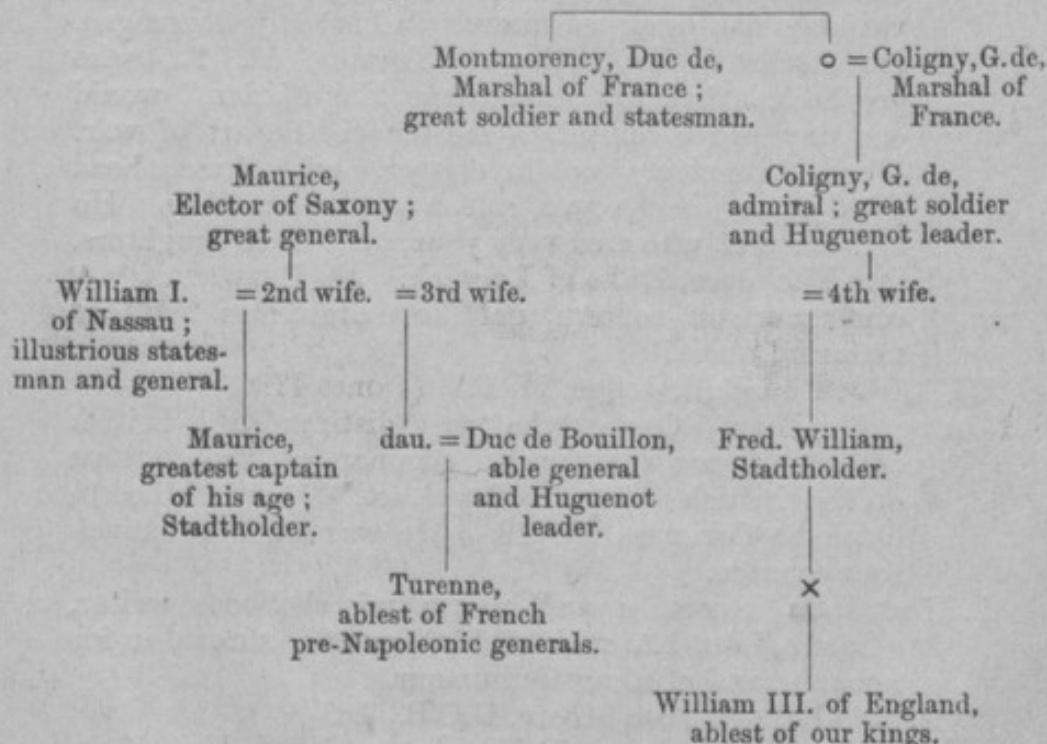 Montmorency, Duc de,
Marshal of France ;
great soldier and statesman.
o = Coligny, G. de,
Marshal of
France.
Maurice,
Elector of Saxony ;
great general.
Coligny, G. de,
admiral ; great soldier
and Huguenot leader.
William I.
of Nassau ;
illustrious states-
man and general.
= 2nd wife.
= 3rd wife.
= 4th wife.
Maurice,
greatest captain
of his age ;
Stadtholder.
dau. = Duc de Bouillon,
able general
and Huguenot
leader.
Fred. William,
Stadtholder.
Turenne,
ablest of French
pre-Napoleonic generals.
×
William III. of England,
ablest of our kings.